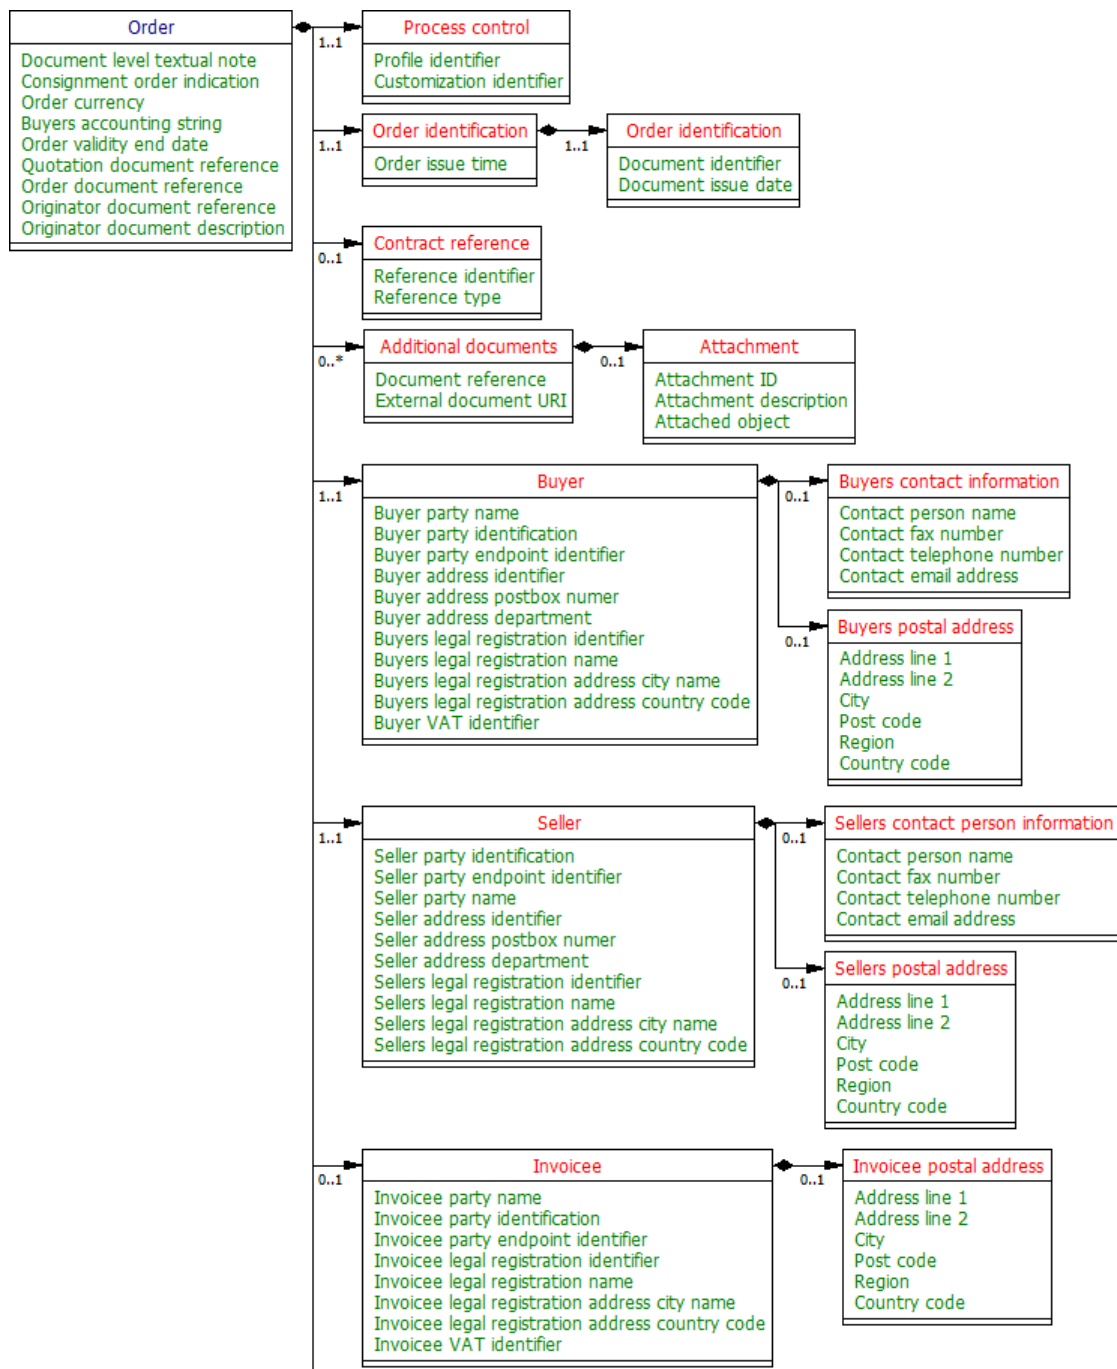 Order
Document level textual note
Consignment order indication
Order currency
Buyers accounting string
Order validity end date
Quotation document reference
Order document reference
Originator document reference
Originator document description
1..1
Process control
Profile identifier
Customization identifier
1..1
Order identification
Order issue time
1..1
Order identification
Document identifier
Document issue date
0..1
Contract reference
Reference identifier
Reference type
0..*
Additional documents
Document reference
External document URI
0..1
Attachment
Attachment ID
Attachment description
Attached object
1..1
Buyer
Buyer party name
Buyer party identification
Buyer party endpoint identifier
Buyer address identifier
Buyer address postbox numer
Buyer address department
Buyers legal registration identifier
Buyers legal registration name
Buyers legal registration address city name
Buyers legal registration address country code
Buyer VAT identifier
0..1
Buyers contact information
Contact person name
Contact fax number
Contact telephone number
Contact email address
0..1
Buyers postal address
Address line 1
Address line 2
City
Post code
Region
Country code
1..1
Seller
Seller party identification
Seller party endpoint identifier
Seller party name
Seller address identifier
Seller address postbox numer
Seller address department
Sellers legal registration identifier
Sellers legal registration name
Sellers legal registration address city name
Sellers legal registration address country code
0..1
Sellers contact person information
Contact person name
Contact fax number
Contact telephone number
Contact email address
0..1
Sellers postal address
Address line 1
Address line 2
City
Post code
Region
Country code
0..1
Invoicee
Invoicee party name
Invoicee party identification
Invoicee party endpoint identifier
Invoicee legal registration identifier
Invoicee legal registration name
Invoicee legal registration address city name
Invoicee legal registration address country code
Invoicee VAT identifier
0..1
Invoicee postal address
Address line 1
Address line 2
City
Post code
Region
Country code